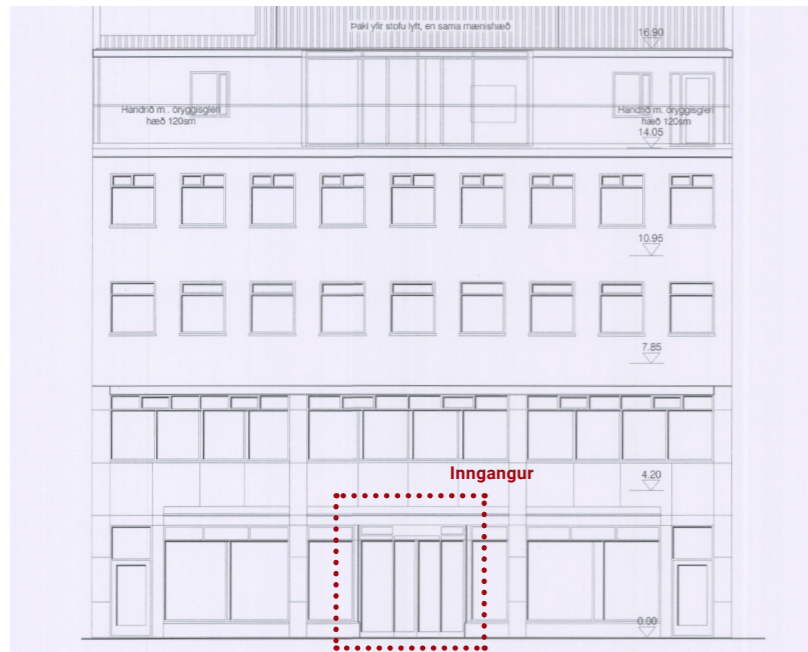 Þaki yfir stofu lyft, en sama mænishæð
16.90
Handrið m.. öryggisgleri
hæð 120sm
Handrið m.. öryggisgleri
hæð 120sm
14.05
10.95
7.85
4.20
Inngangur
0.00